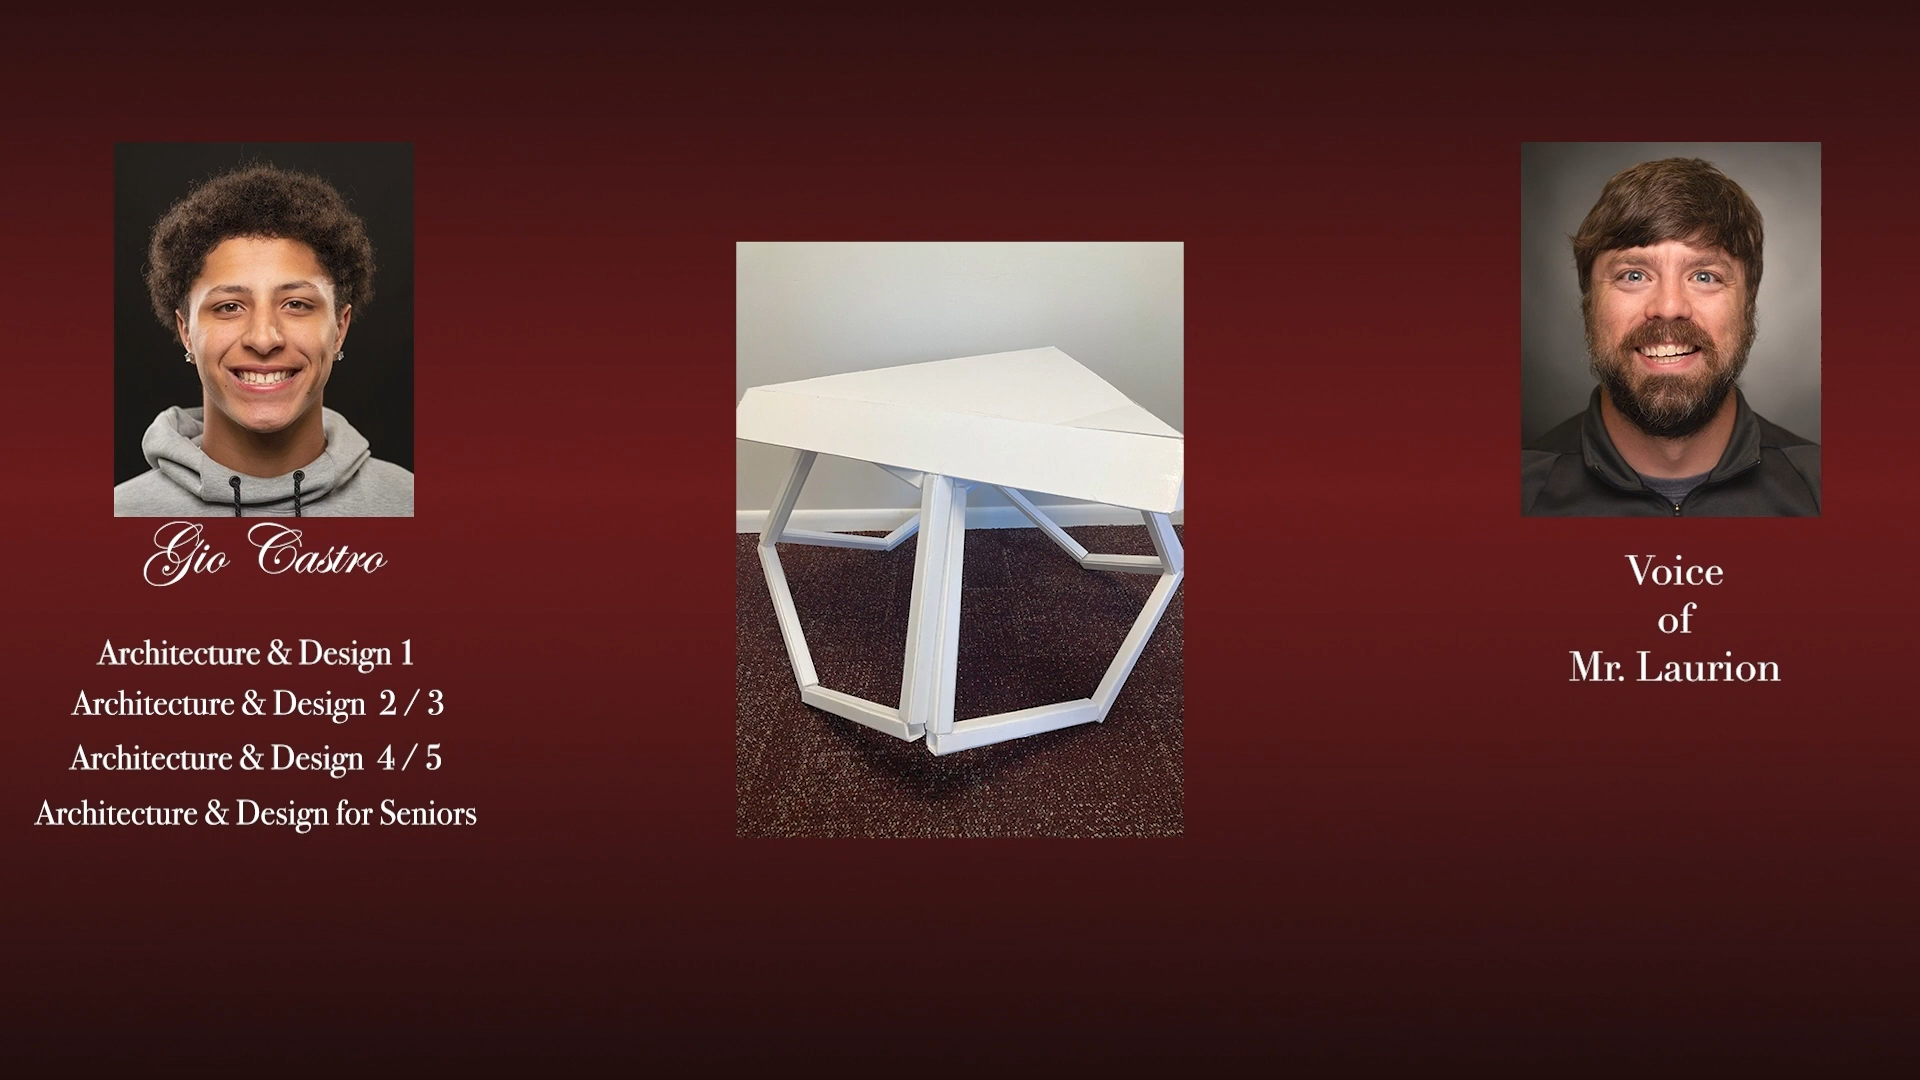 Gio Castro
Architecture & Design 1
Architecture & Design 2 / 3
Architecture & Design 4 / 5
Architecture & Design for Seniors
Voice
of
Mr. Laurion